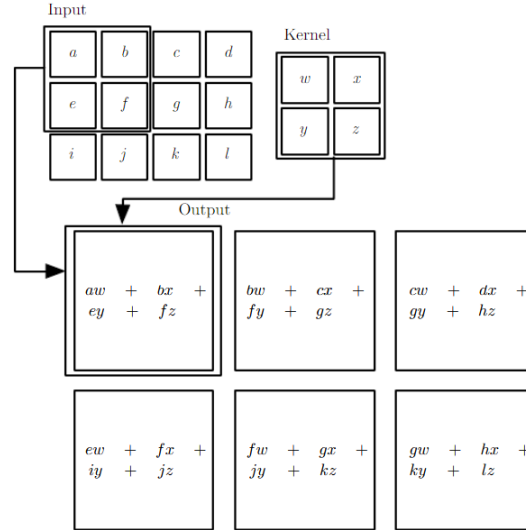 Input
a b c d
e f g h
i j k l
Kernel
w x
y z
Output
aw + bx +
ey + fz
bw + cx +
fy + gz
cw + dx +
gy + hz
ew + fx +
iy + jz
fw + gx +
jy + kz
gw + hx +
ky + lz